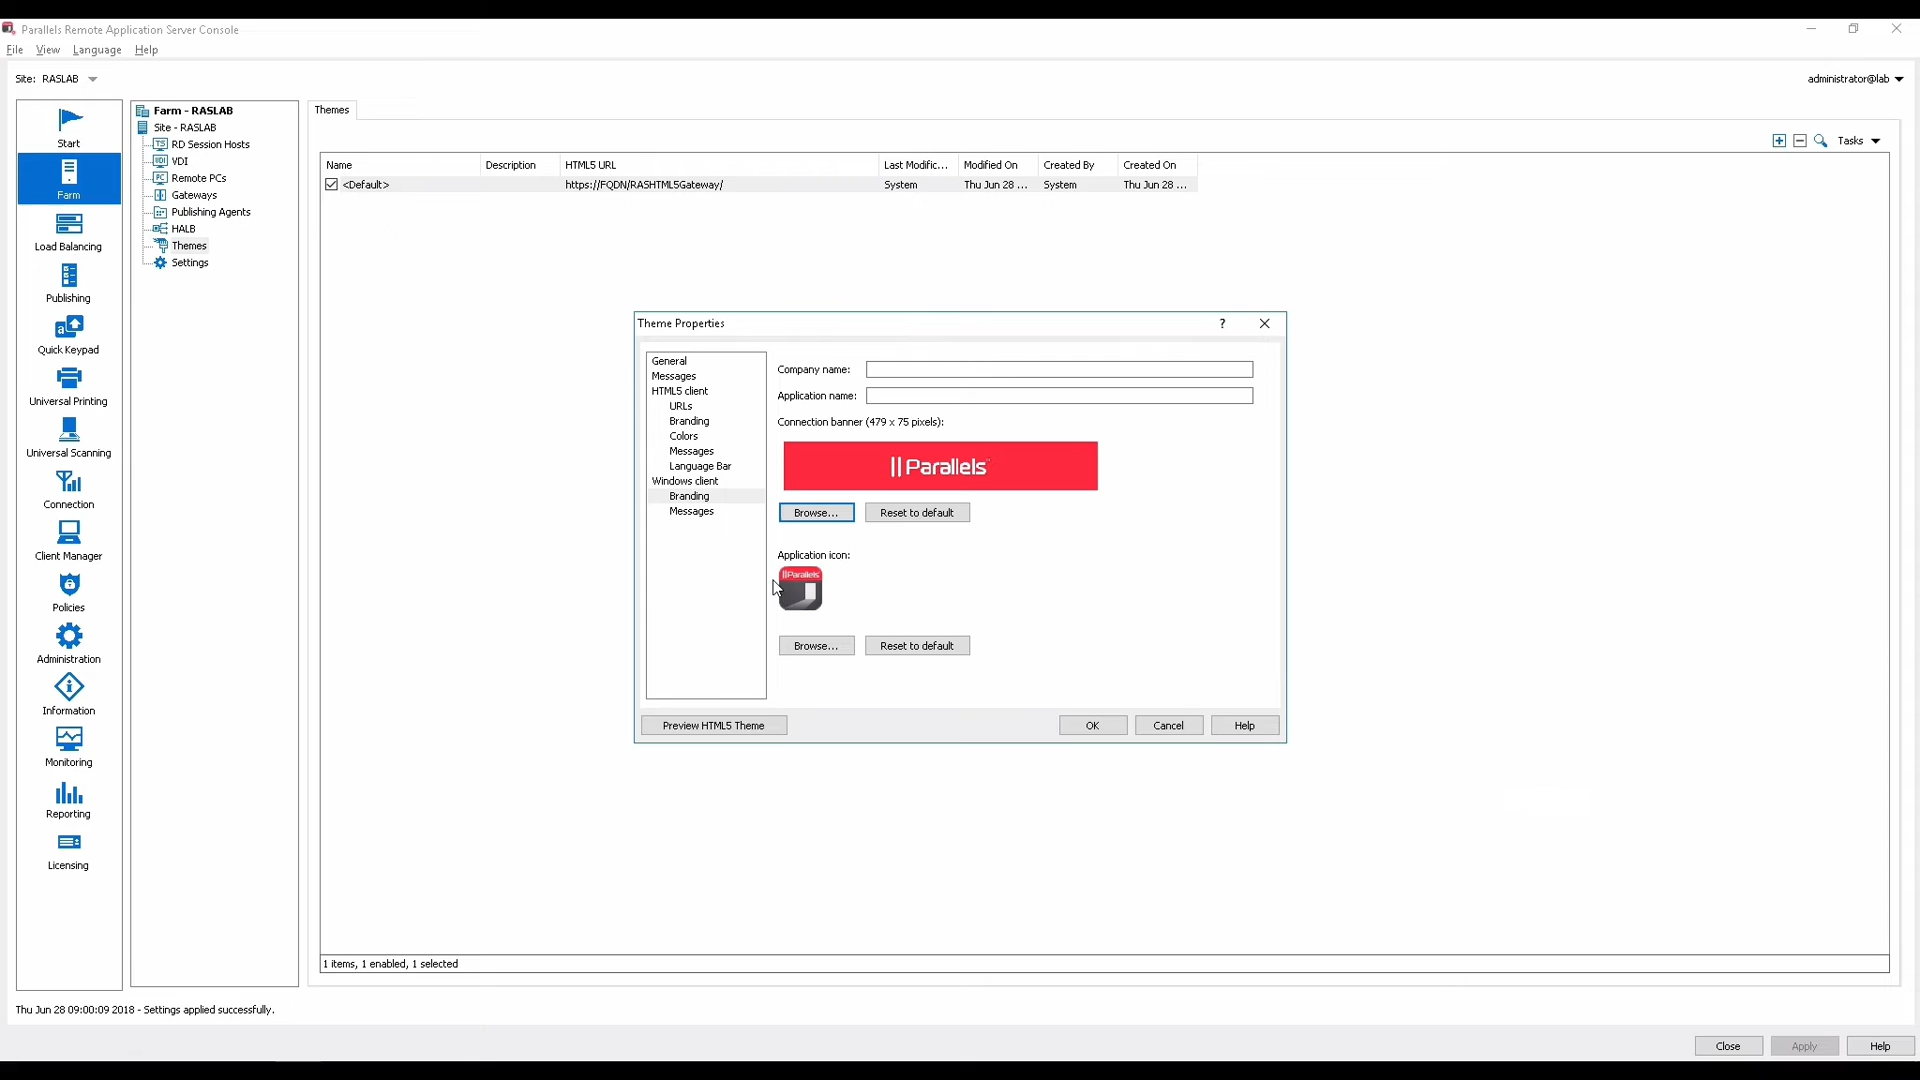 Parallels Remote Application Server Console
File View Language Help
Site: RASLAB
administrator@lab
Start
Farm
Load Balancing
Publishing
Quick Keypad
Universal Printing
Universal Scanning
Connection
Client Manager
Policies
Administration
Information
Monitoring
Reporting
Licensing
Farm - RASLAB
Site - RASLAB
TS RD Session Hosts
VDI VDI
PC Remote PCs
Gateways
Publishing Agents
HALB
Themes
Settings
Themes
Tasks
Name Description HTML5 URL Last Modific... Modified On Created By Created On
<Default> https://FQDN/RASHTML5Gateway/ System Thu Jun 28 ... System Thu Jun 28 ...
Theme Properties ?
General
Messages
HTML5 client
URLs
Branding
Colors
Messages
Language Bar
Windows client
Branding
Messages
Company name:
Application name:
Connection banner (479 x 75 pixels):
Parallels
Browse... Reset to default
Application icon:
Parallels
Browse... Reset to default
Preview HTML5 Theme OK Cancel Help
1 items, 1 enabled, 1 selected
Thu Jun 28 09:00:09 2018 - Settings applied successfully.
Close Apply Help